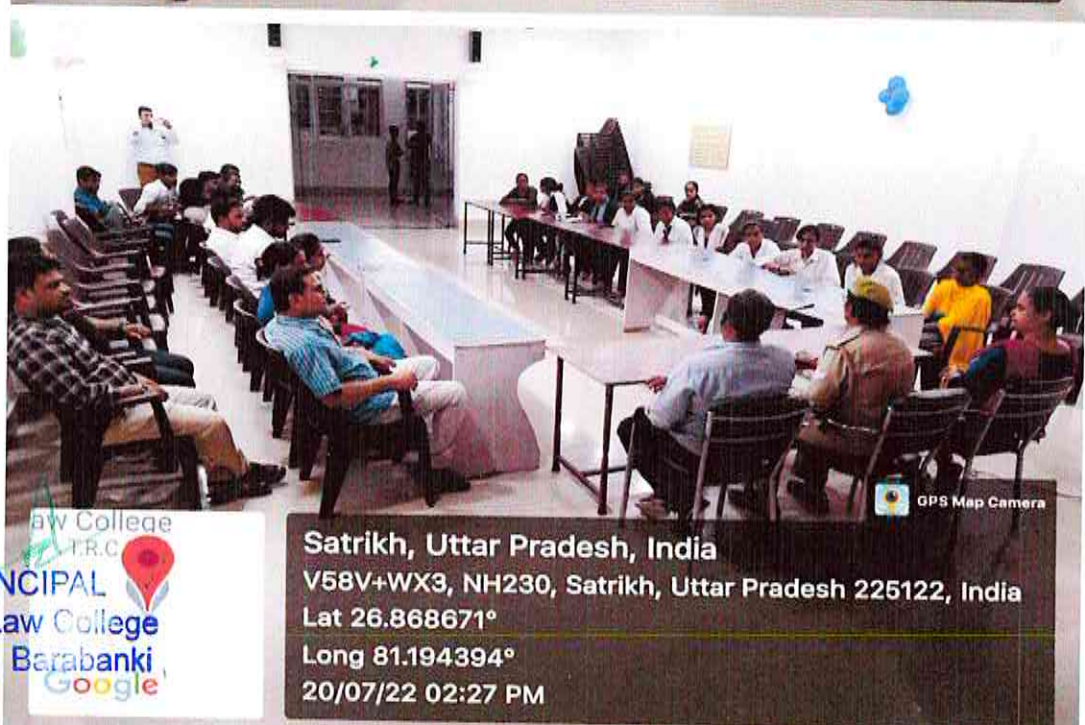 GPS Map Camera
aw College
T.R.C
NCIPAL
Law College
Barabanki
Google
Satrikh, Uttar Pradesh, India
V58V+WX3, NH230, Satrikh, Uttar Pradesh 225122, India
Lat 26.868671°
Long 81.194394°
20/07/22 02:27 PM